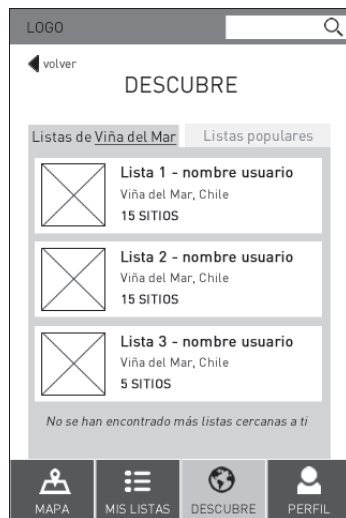 LOGO
volver
DESCUBRE
Listas de Viña del Mar
Listas populares
Lista 1 - nombre usuario
Viña del Mar, Chile
15 SITIOS
Lista 2 - nombre usuario
Viña del Mar, Chile
15 SITIOS
Lista 3 - nombre usuario
Viña del Mar, Chile
5 SITIOS
No se han encontrado más listas cercanas a ti
MAPA
MIS LISTAS
DESCUBRE
PERFIL